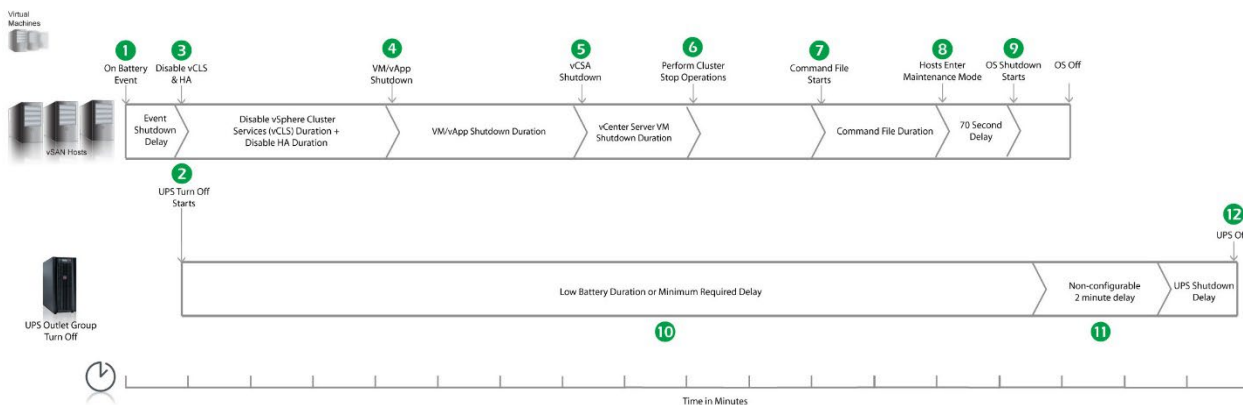 Virtual
Machines
1
3
4
5
6
7
8
9
On Battery
Event
Disable vCLS
& HA
VM/vApp
Shutdown
vCSA
Shutdown
Perform Cluster
Stop Operations
Command File
Starts
Hosts Enter
Maintenance Mode
OS Shutdown
Starts
OS Off
Event
Shutdown
Delay
Disable vSphere Cluster
Services (vCLS) Duration +
Disable HA Duration
VM/vApp Shutdown Duration
vCenter Server VM
Shutdown Duration
Command File Duration
70 Second
Delay
vSAN Hosts
2
UPS Turn Off
Starts
12
UPS Of
Low Battery Duration or Minimum Required Delay
Non-configurable
2 minute delay
UPS Shutdown
Delay
UPS Outlet Group
Turn Off
10
11
Time in Minutes